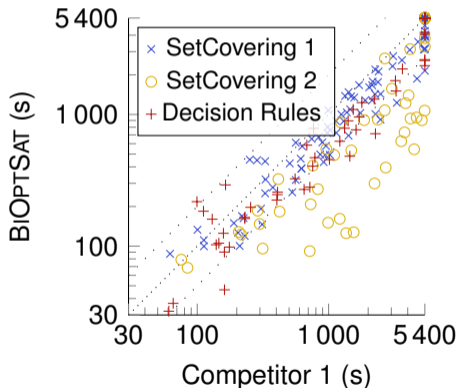 5 400
× SetCovering 1
○ SetCovering 2
+ Decision Rules
1 000
100
30
BIOPTSAT (s)
30 100 1 000 5 400
Competitor 1 (s)